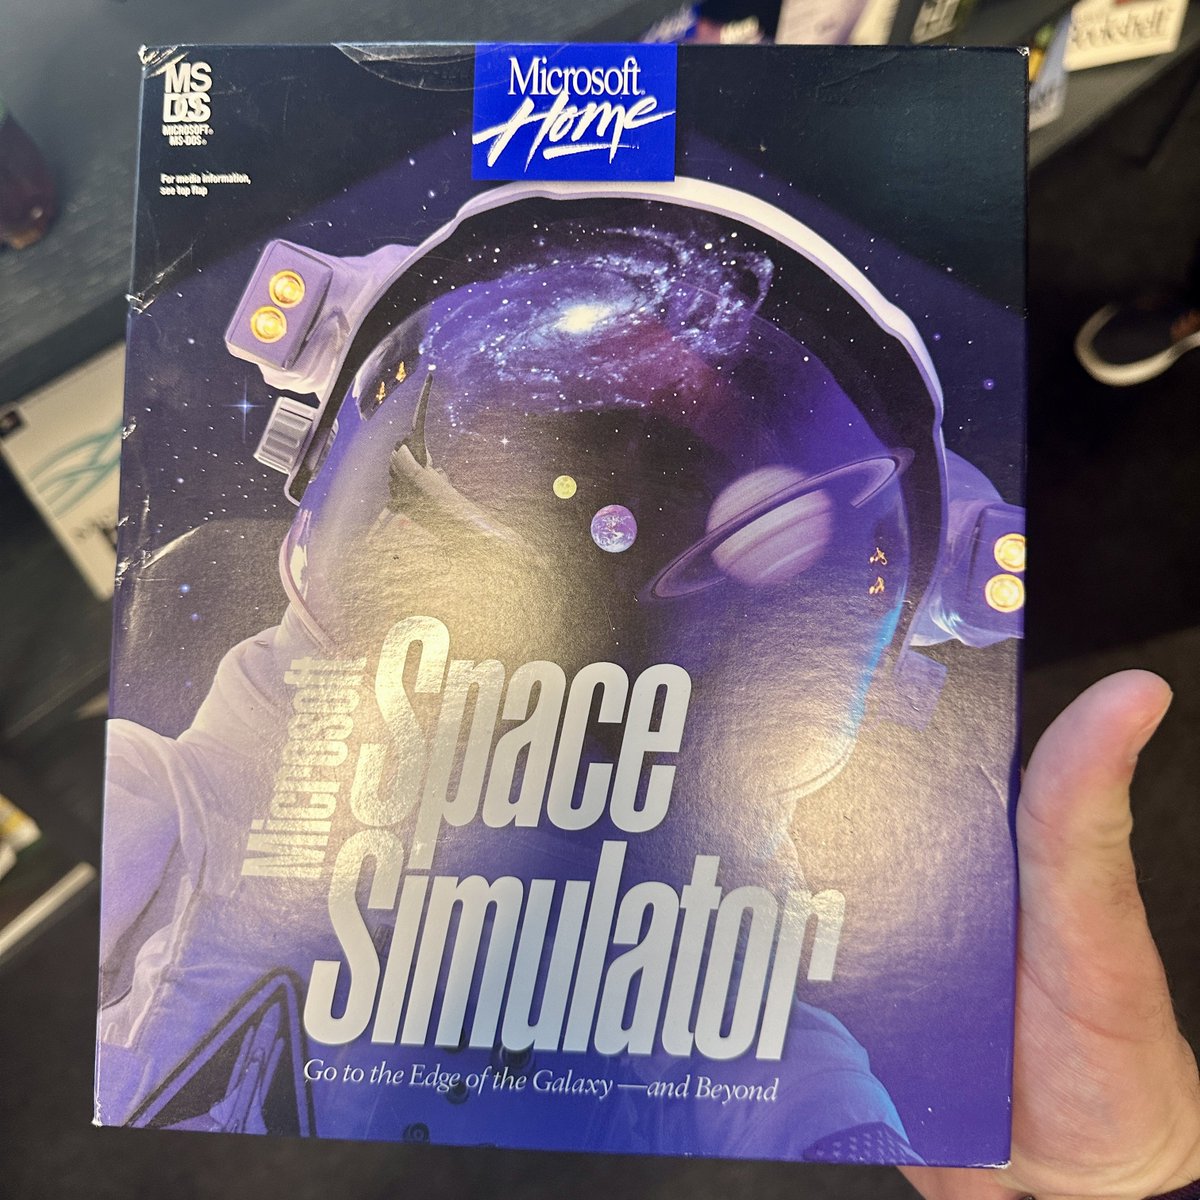 MS
DOS
MICROSOFT®
MS-DOS®
For media information,
see top flap
Microsoft®
Home
Microsoft
Space
Simulator
Go to the Edge of the Galaxy—and Beyond
Bookshelf